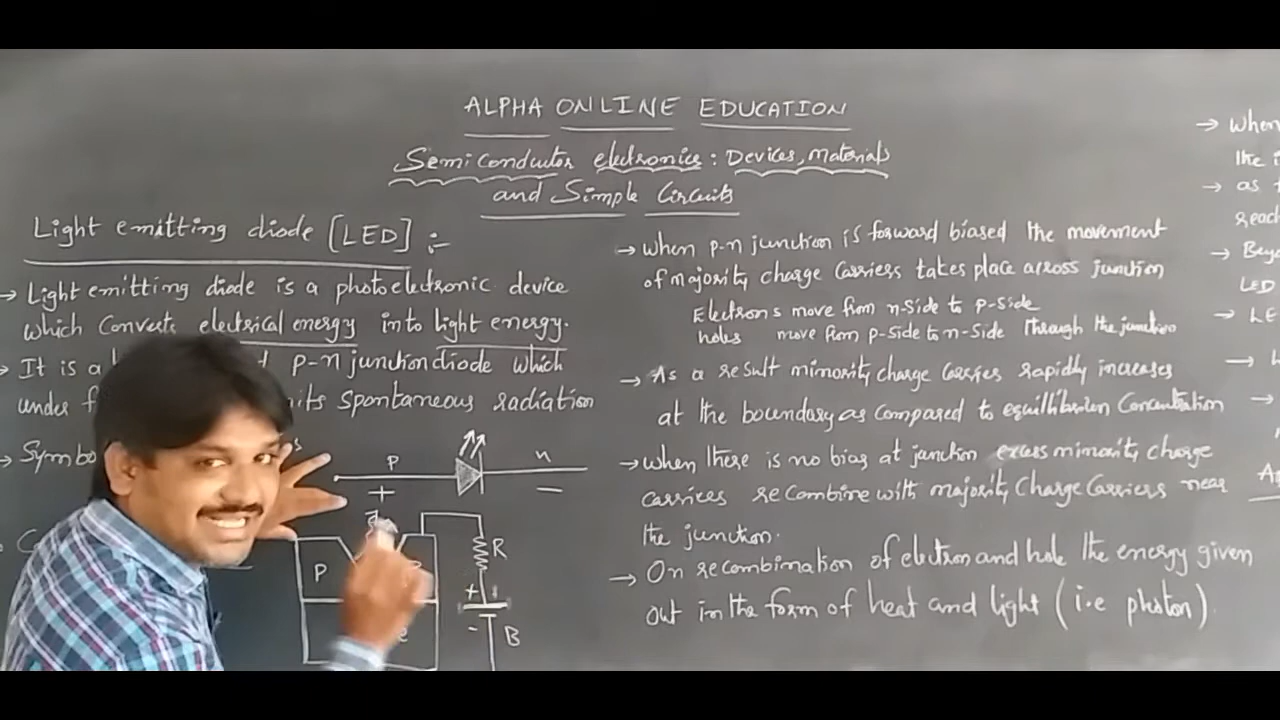 ALPHA ONLINE EDUCATION
Semiconductor electronics : Devices, materials
and Simple Circuits
Light emitting diode [LED] :-
→ Light emitting diode is a photoelectronic device
which converts electrical energy into light energy.
→ It is a p-n junction diode which
under spontaneous radiation
→ Symbo
P n
+ −
P
R
+
- B
→ when p-n junction is forward biased the movement
of majority charge carriers takes place across junction
Electrons move from n-side to p-side
holes move from p-side to n-side through the junction
→ As a result minority charge carries rapidly increases
at the boundary as compared to equilibrium Concentration
→ when there is no bias at junction excess minority charge
carrices recombine with majority charge carriers near
the junction.
→ On recombination of electron and hole the energy given
out in the form of heat and light (i.e photon)
→ When
the i
→ as t
reach
→ Beyo
LED
→ LE